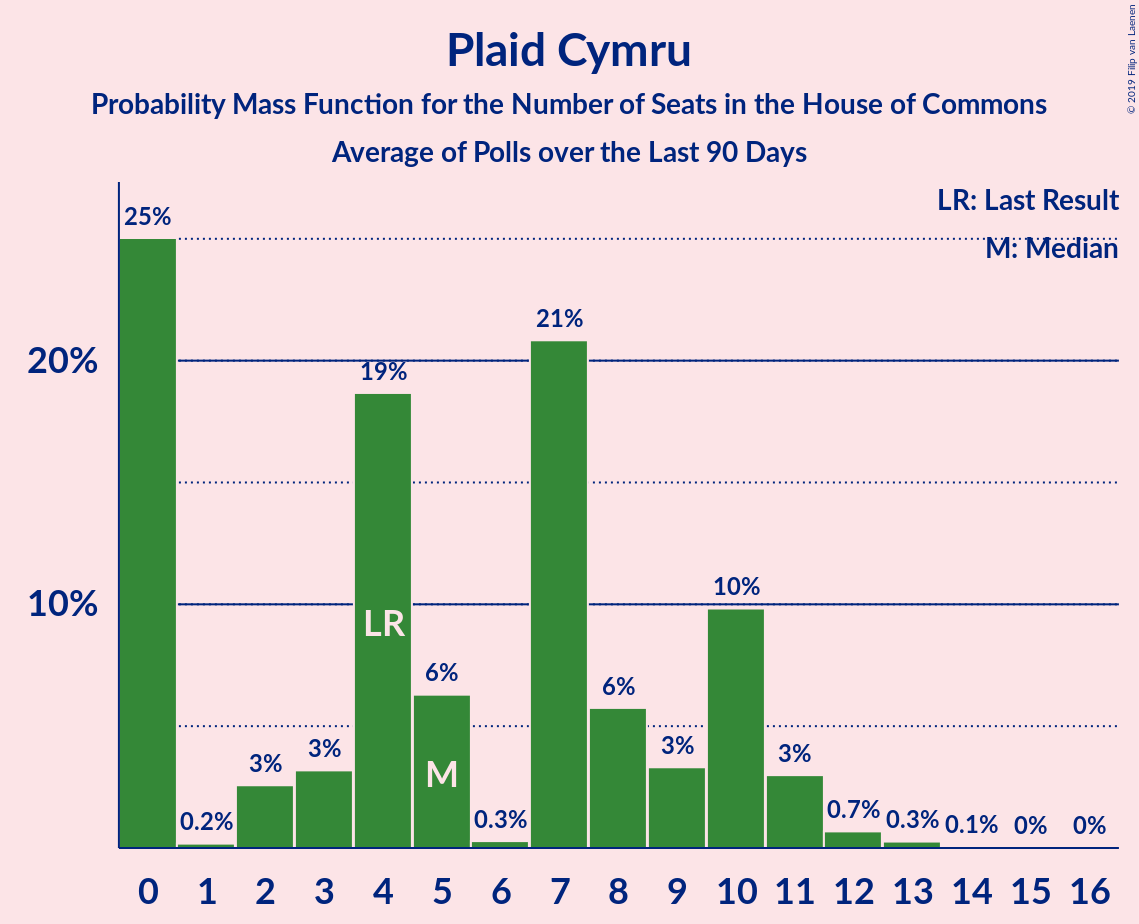 Plaid Cymru
Probability Mass Function for the Number of Seats in the House of Commons
Average of Polls over the Last 90 Days
© 2019 Filip van Laenen
LR: Last Result
M: Median
25%
21%
20%
19%
10%
10%
LR
6%
6%
3%
3%
3%
3%
M
0.2%
0.3%
0.7%
0.3%
0.1%
0%
0%
0 1 2 3 4 5 6 7 8 9 10 11 12 13 14 15 16